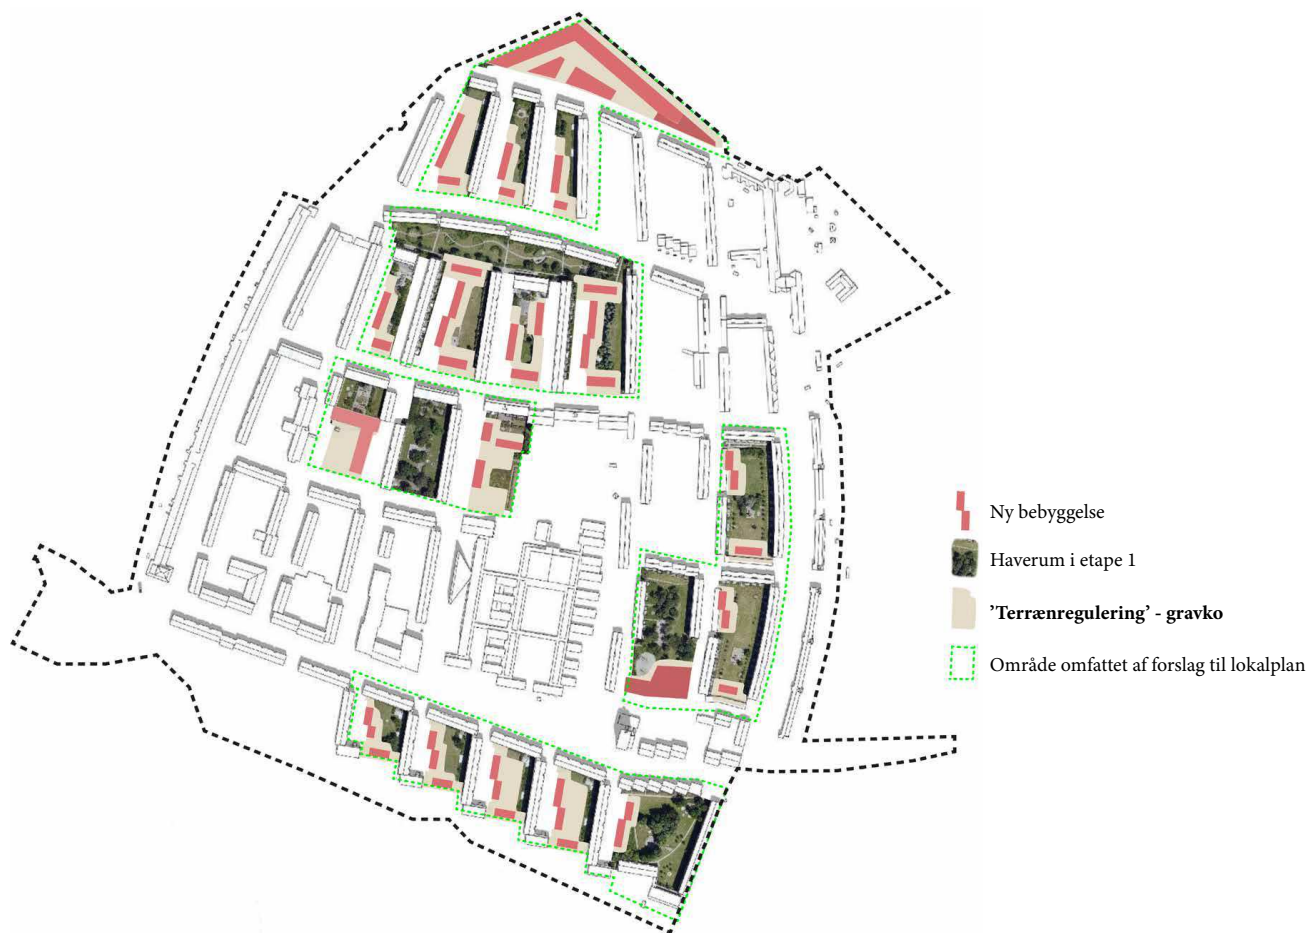 Ny bebyggelse
Haverum i etape 1
’Terrænregulering’ - gravko
Område omfattet af forslag til lokalplan